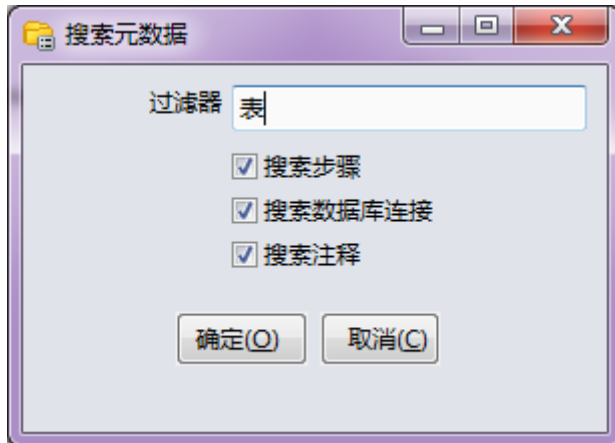 搜索元数据
过滤器 表
搜索步骤
搜索数据库连接
搜索注释
确定(O) 取消(C)